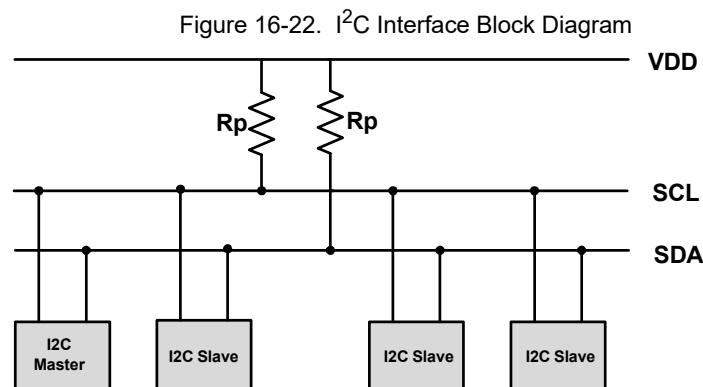 Figure 16-22. I2C Interface Block Diagram
VDD
Rp
Rp
SCL
SDA
I2C
Master
I2C Slave
I2C Slave
I2C Slave